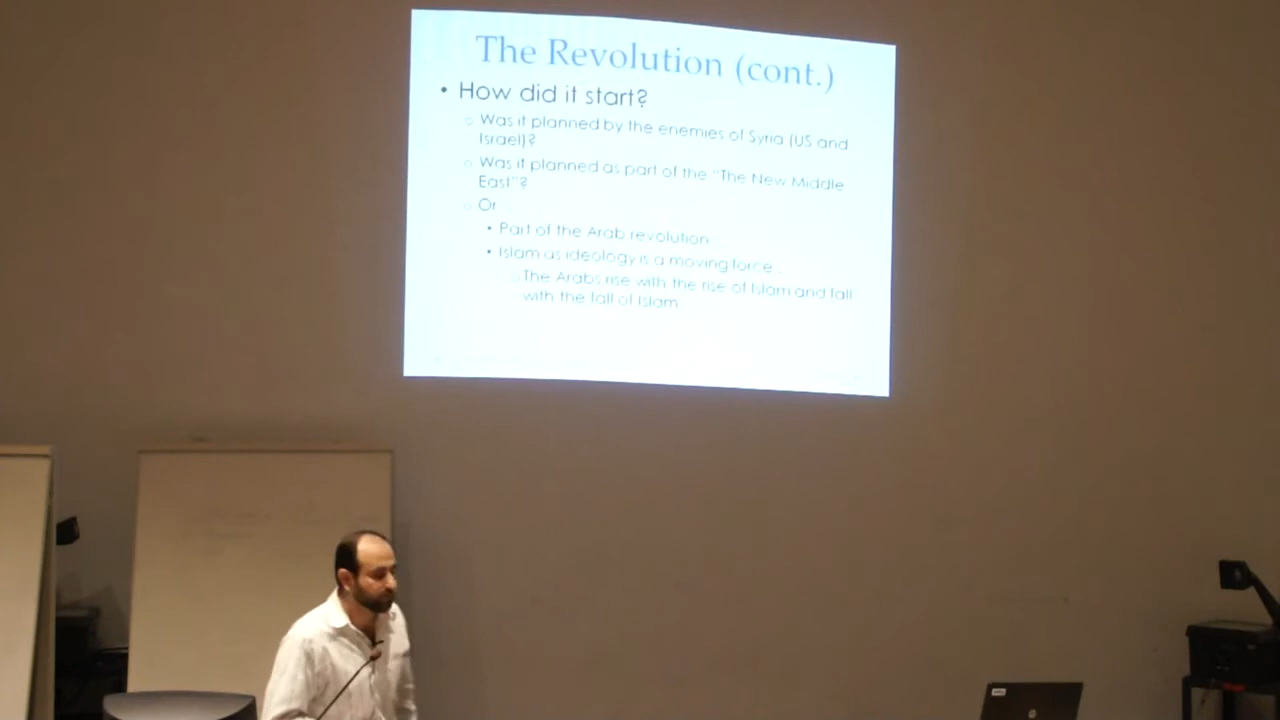 The Revolution (cont.)
• How did it start?
○ Was it planned by the enemies of Syria (US and
Israel)?
○ Was it planned as part of the "The New Middle
East"?
○ Or
• Part of the Arab revolution
• Islam as ideology is a moving force..
○ The Arabs rise with the rise of Islam and fall
with the fall of Islam